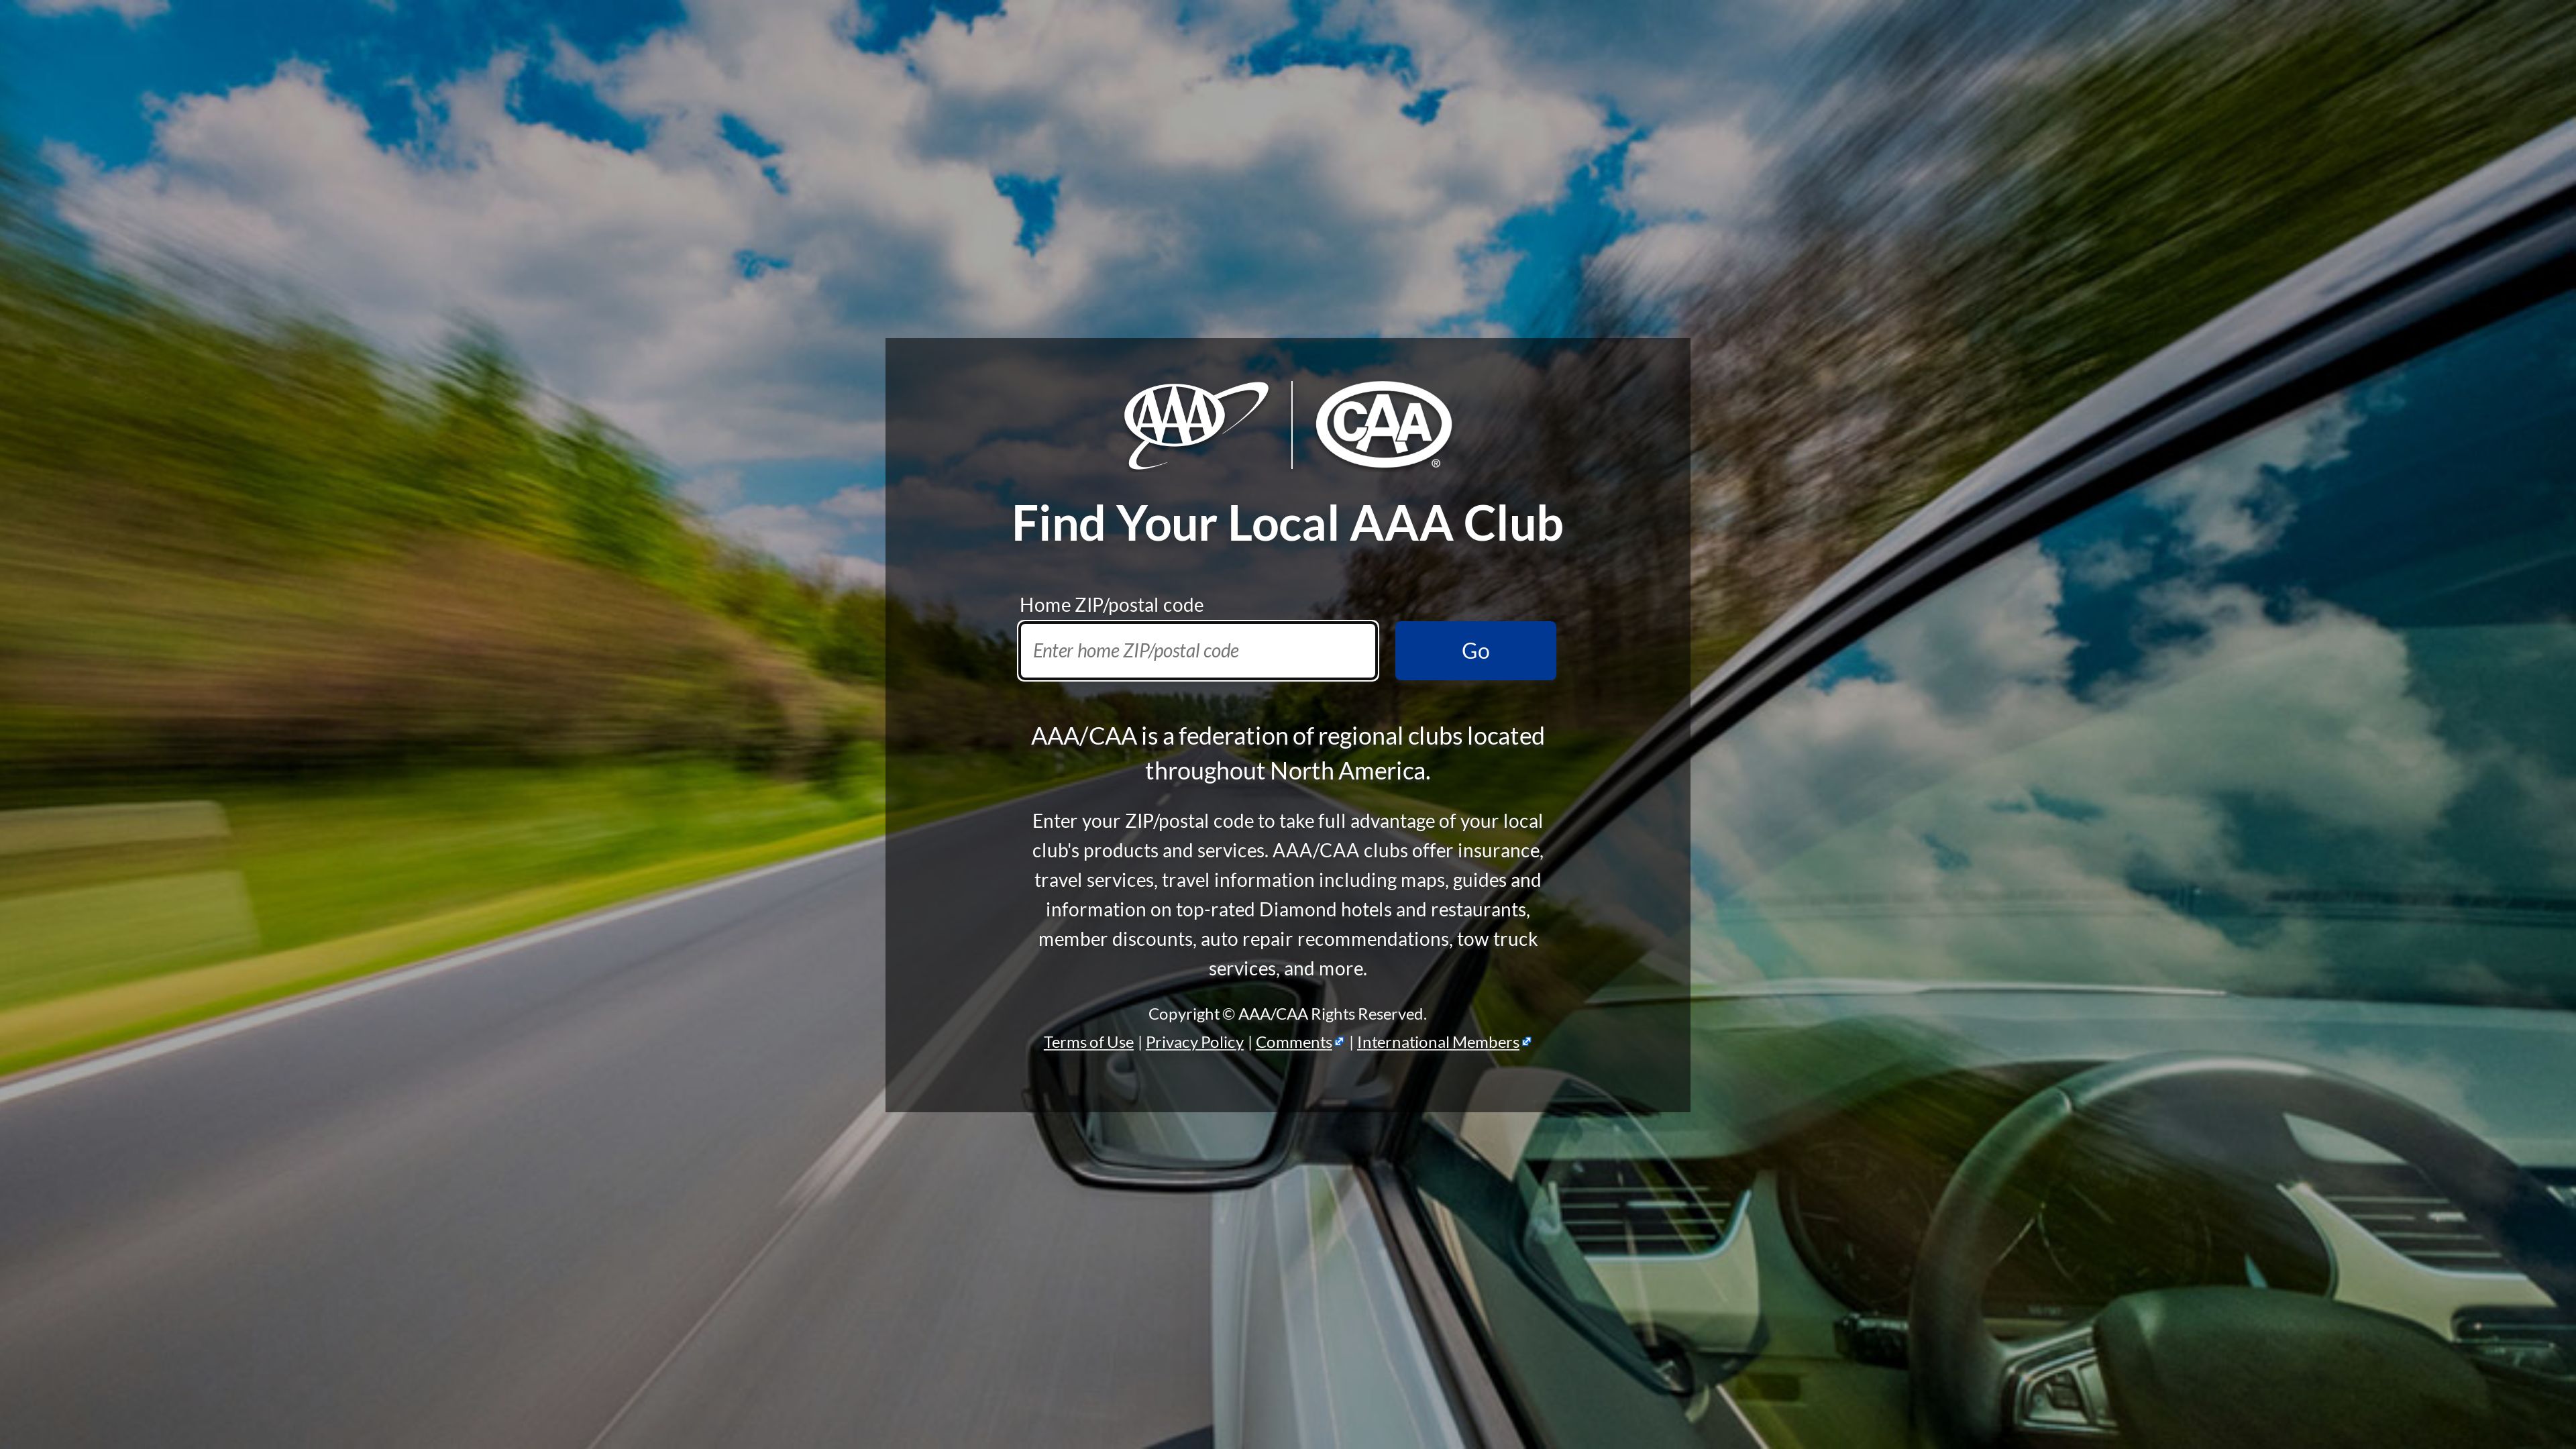 AAA
CAA
®
Find Your Local AAA Club
Home ZIP/postal code
Enter home ZIP/postal code
Go
AAA/CAA is a federation of regional clubs located
throughout North America.
Enter your ZIP/postal code to take full advantage of your local
club's products and services. AAA/CAA clubs offer insurance,
travel services, travel information including maps, guides and
information on top-rated Diamond hotels and restaurants,
member discounts, auto repair recommendations, tow truck
services, and more.
Copyright © AAA/CAA Rights Reserved.
Terms of Use | Privacy Policy | Comments | International Members